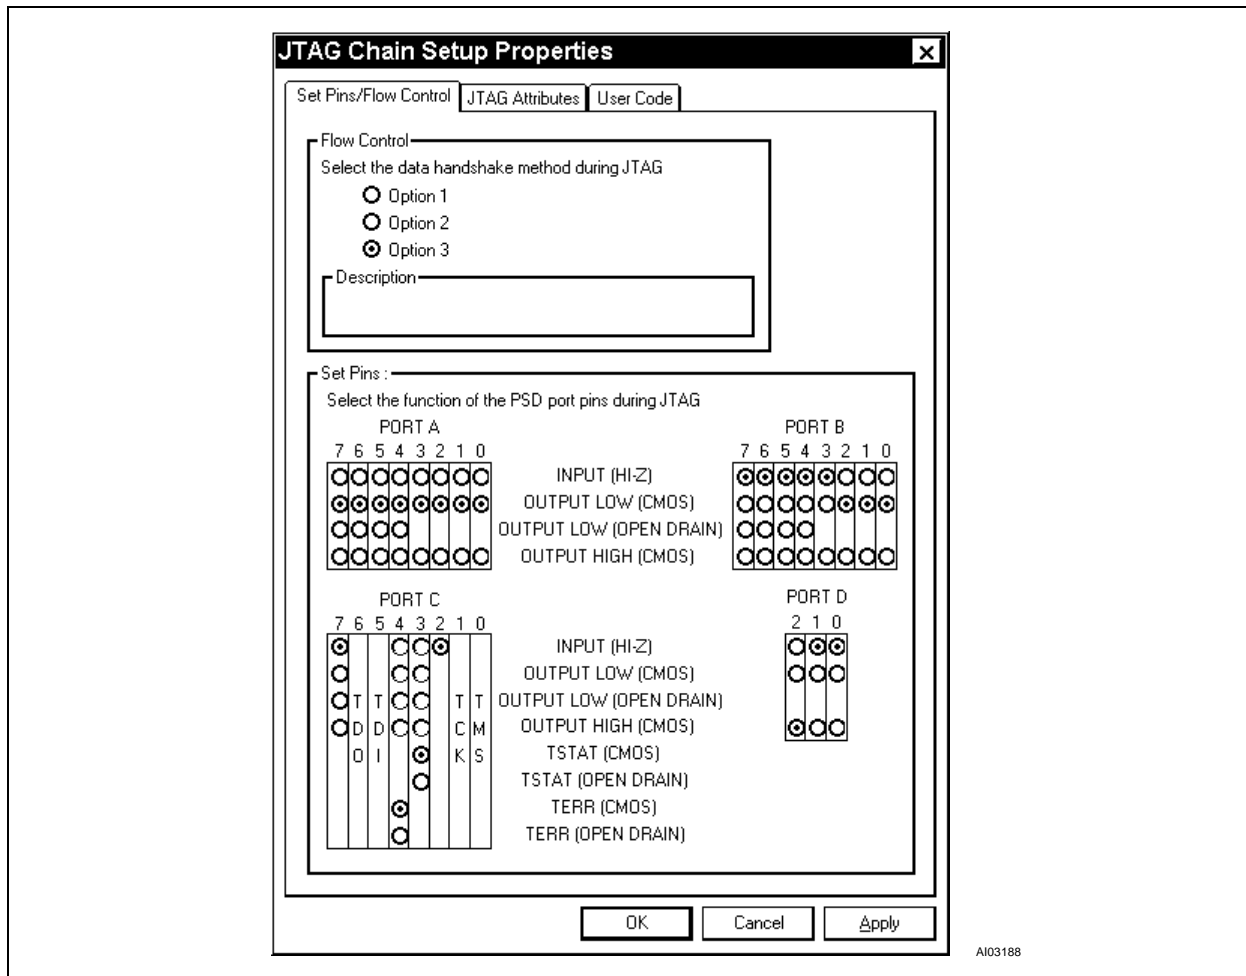 JTAG Chain Setup Properties
Set Pins/Flow Control JTAG Attributes User Code
Flow Control
Select the data handshake method during JTAG
Option 1
Option 2
Option 3
Description
Set Pins :
Select the function of the PSD port pins during JTAG
PORT A PORT B
7 6 5 4 3 2 1 0 7 6 5 4 3 2 1 0
INPUT (HI-Z)
OUTPUT LOW (CMOS)
OUTPUT LOW (OPEN DRAIN)
OUTPUT HIGH (CMOS)
PORT C PORT D
7 6 5 4 3 2 1 0 2 1 0
INPUT (HI-Z)
OUTPUT LOW (CMOS)
OUTPUT LOW (OPEN DRAIN)
OUTPUT HIGH (CMOS)
TSTAT (CMOS)
TSTAT (OPEN DRAIN)
TERR (CMOS)
TERR (OPEN DRAIN)
TDO
TDI
TCK
TMS
OK Cancel Apply
AI03188